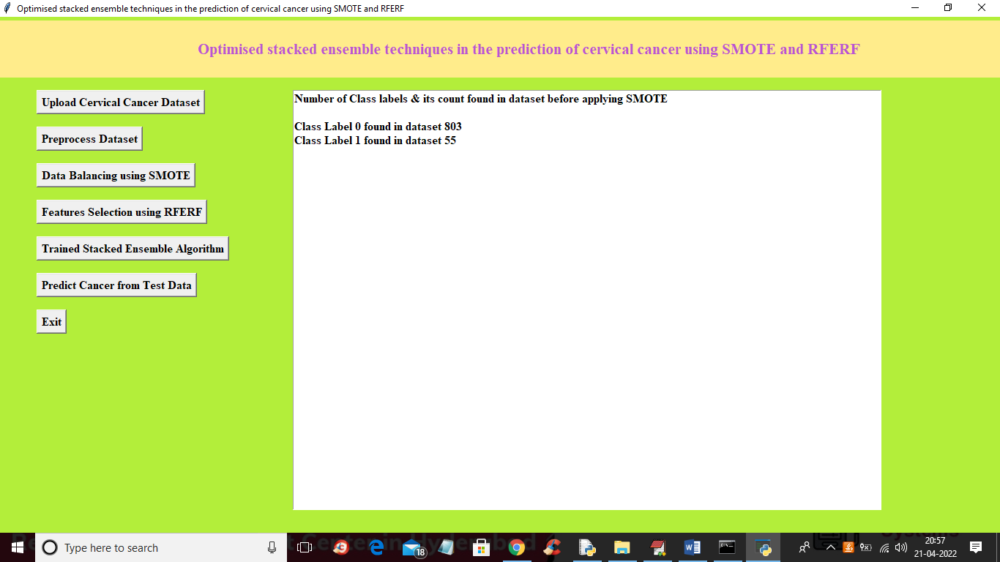 Optimised stacked ensemble techniques in the prediction of cervical cancer using SMOTE and RFERF
Optimised stacked ensemble techniques in the prediction of cervical cancer using SMOTE and RFERF
Upload Cervical Cancer Dataset
Preprocess Dataset
Data Balancing using SMOTE
Features Selection using RFERF
Trained Stacked Ensemble Algorithm
Predict Cancer from Test Data
Exit
Number of Class labels & its count found in dataset before applying SMOTE
Class Label 0 found in dataset 803
Class Label 1 found in dataset 55
Type here to search
18
20:57
21-04-2022